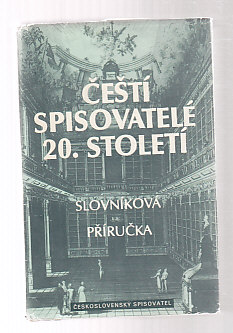 ČEŠTÍ
SPISOVATELÉ
20. STOLETÍ
SLOVNÍKOVÁ
PŘÍRUČKA
ČESKOSLOVENSKÝ SPISOVATEL